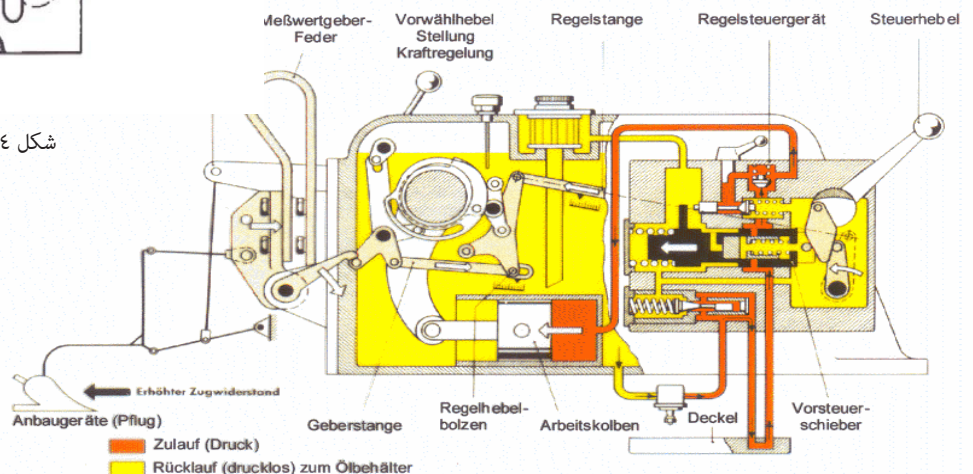 Meßwertgeber-
Feder
Vorwählhebel
Stellung
Kraftregelung
Regelstange
Regelsteuergerät
Steuerhebel
شكل ٤
Erhöhter Zugwiderstand
Anbaugeräte (Pflug)
Geberstange
Regelhebel-
bolzen
Arbeitskolben
Deckel
Vorsteuer-
schieber
Zulauf (Druck)
Rücklauf (drucklos) zum Ölbehälter